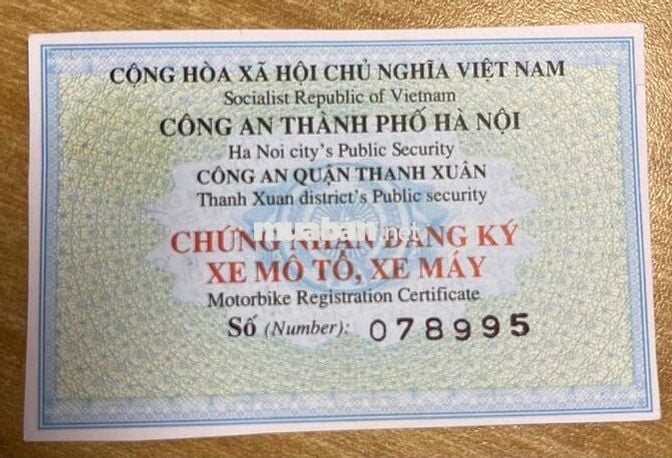 CỘNG HÒA XÃ HỘI CHỦ NGHĨA VIỆT NAM
Socialist Republic of Vietnam
CÔNG AN THÀNH PHỐ HÀ NỘI
Ha Noi city's Public Security
CÔNG AN QUẬN THANH XUÂN
Thanh Xuan district's Public security
muaban.net
CHỨNG NHẬN ĐĂNG KÝ
XE MÔ TÔ, XE MÁY
Motorbike Registration Certificate
Số (Number): 078995